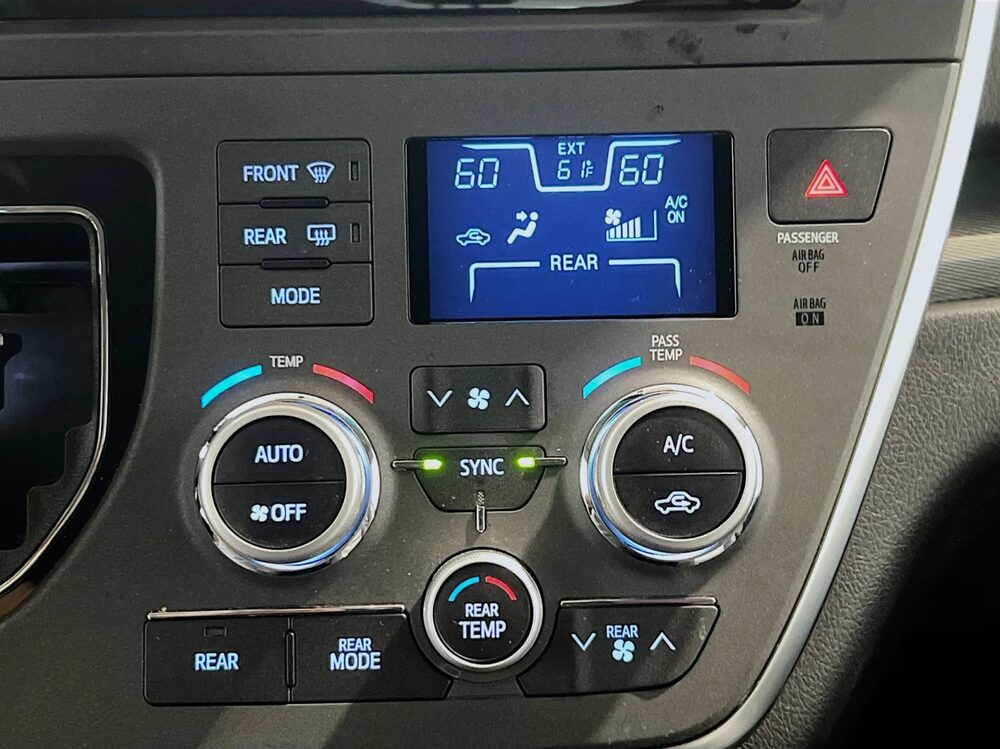 EXT
60 61°F 60
A/C
ON
REAR
FRONT
REAR
MODE
PASSENGER
AIR BAG
OFF
AIR BAG
ON
TEMP
PASS
TEMP
AUTO
OFF
SYNC
A/C
REAR
TEMP
REAR
REAR
MODE
REAR